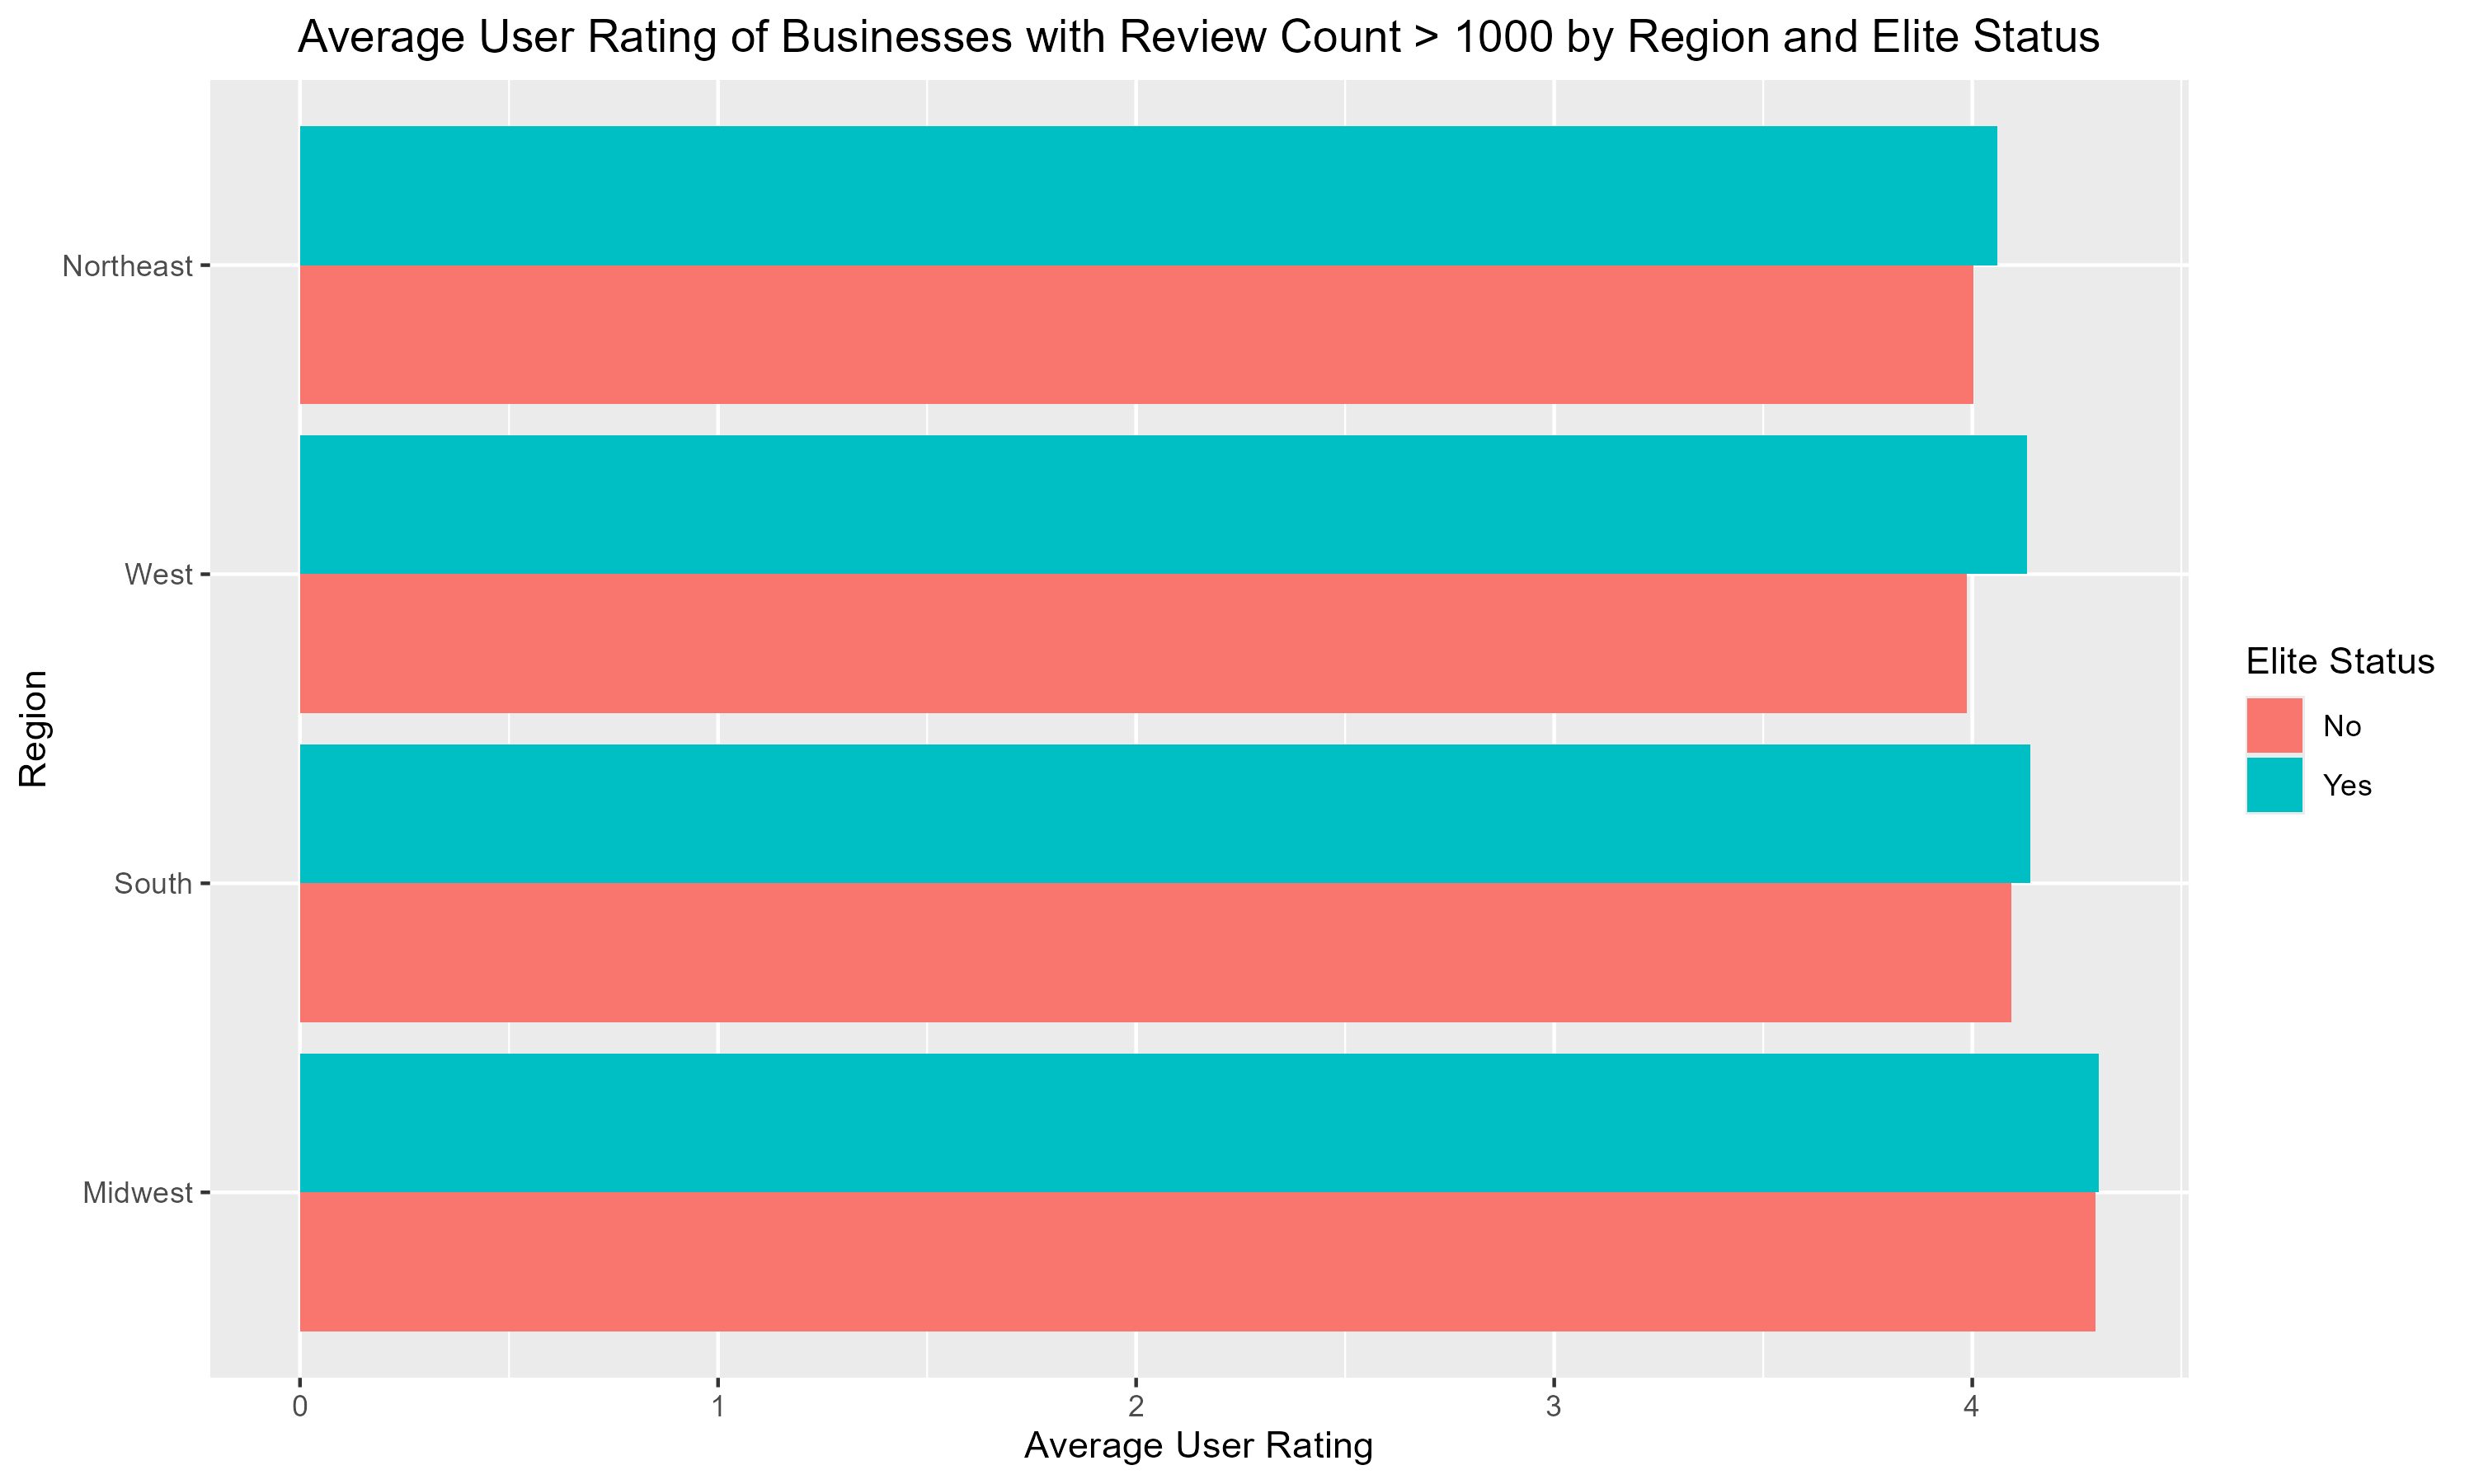 Average User Rating of Businesses with Review Count > 1000 by Region and Elite Status
Region
Northeast
West
South
Midwest
0 1 2 3 4
Average User Rating
Elite Status
No
Yes